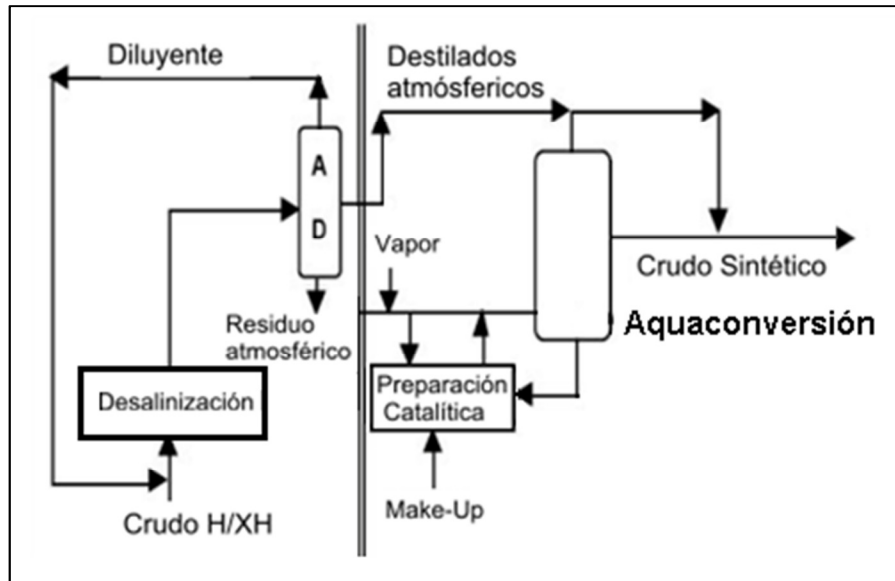 Diluyente
Destilados
atmósfericos
A
D
Vapor
Crudo Sintético
Residuo
atmosférico
Aquaconversión
Desalinización
Preparación
Catalítica
Crudo H/XH
Make-Up